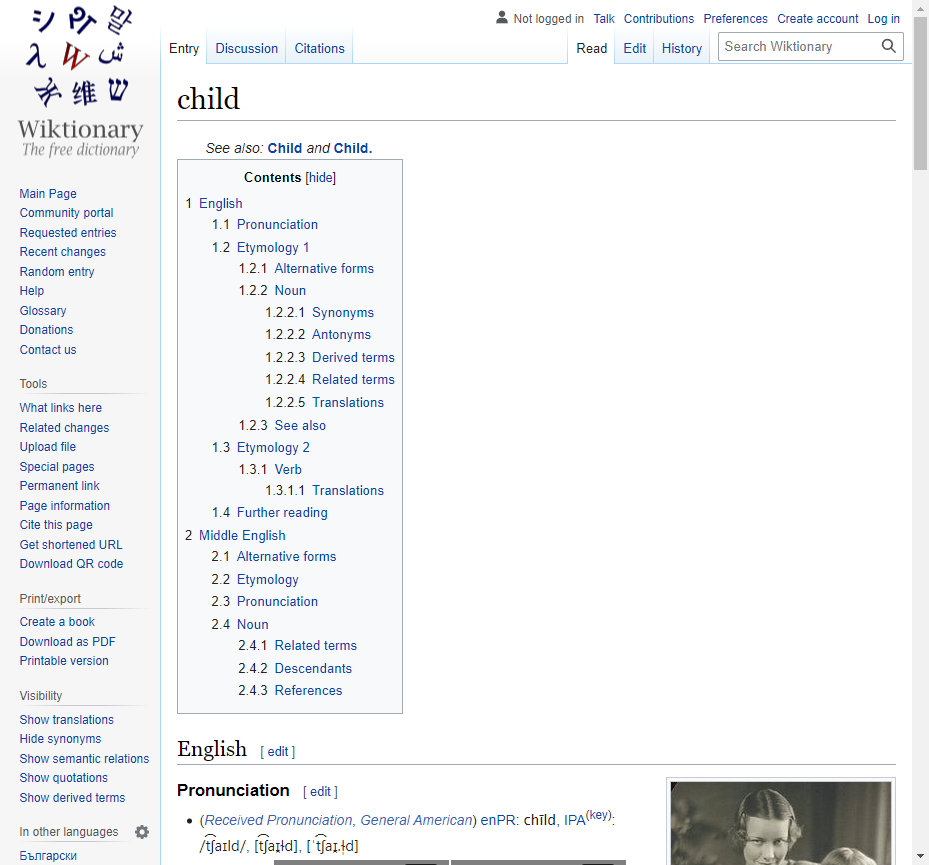 Wiktionary
The free dictionary
Main Page
Community portal
Requested entries
Recent changes
Random entry
Help
Glossary
Donations
Contact us
Tools
What links here
Related changes
Upload file
Special pages
Permanent link
Page information
Cite this page
Get shortened URL
Download QR code
Print/export
Create a book
Download as PDF
Printable version
Visibility
Show translations
Hide synonyms
Show semantic relations
Show quotations
Show derived terms
In other languages
Български
Not logged in Talk Contributions Preferences Create account Log in
Entry Discussion Citations Read Edit History Search Wiktionary
child
See also: Child and Child.
Contents [hide]
1 English
1.1 Pronunciation
1.2 Etymology 1
1.2.1 Alternative forms
1.2.2 Noun
1.2.2.1 Synonyms
1.2.2.2 Antonyms
1.2.2.3 Derived terms
1.2.2.4 Related terms
1.2.2.5 Translations
1.2.3 See also
1.3 Etymology 2
1.3.1 Verb
1.3.1.1 Translations
1.4 Further reading
2 Middle English
2.1 Alternative forms
2.2 Etymology
2.3 Pronunciation
2.4 Noun
2.4.1 Related terms
2.4.2 Descendants
2.4.3 References
English [ edit ]
Pronunciation [ edit ]
• (Received Pronunciation, General American) enPR: chīld, IPA(key):
/t͡ʃaɪld/, [t͡ʃaɪ̯ɫd], [ˈt͡ʃaɪ̯.ɫ̩d]